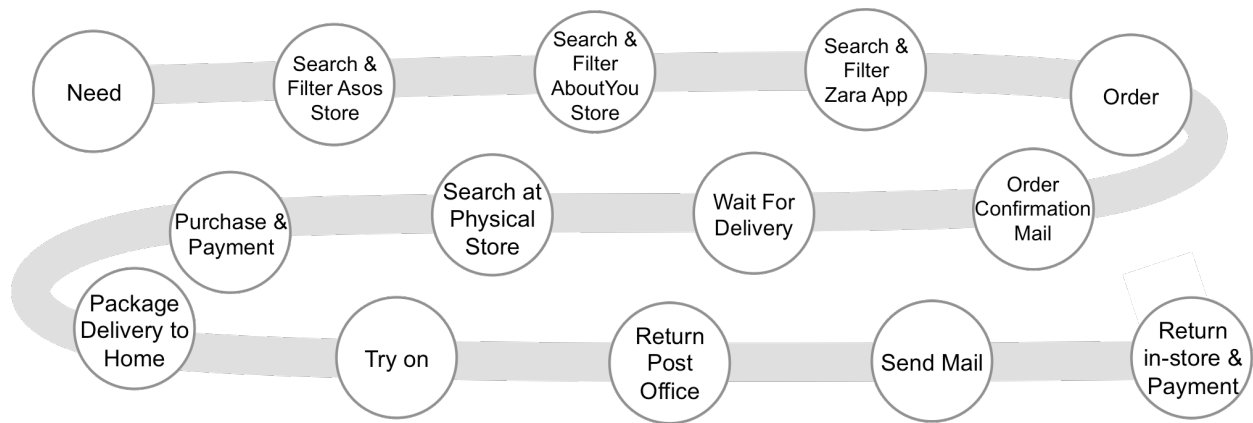 Need
Search &
Filter Asos
Store
Search &
Filter
AboutYou
Store
Search &
Filter
Zara App
Order
Order
Confirmation
Mail
Wait For
Delivery
Search at
Physical
Store
Purchase &
Payment
Package
Delivery to
Home
Try on
Return
Post
Office
Send Mail
Return
in-store &
Payment